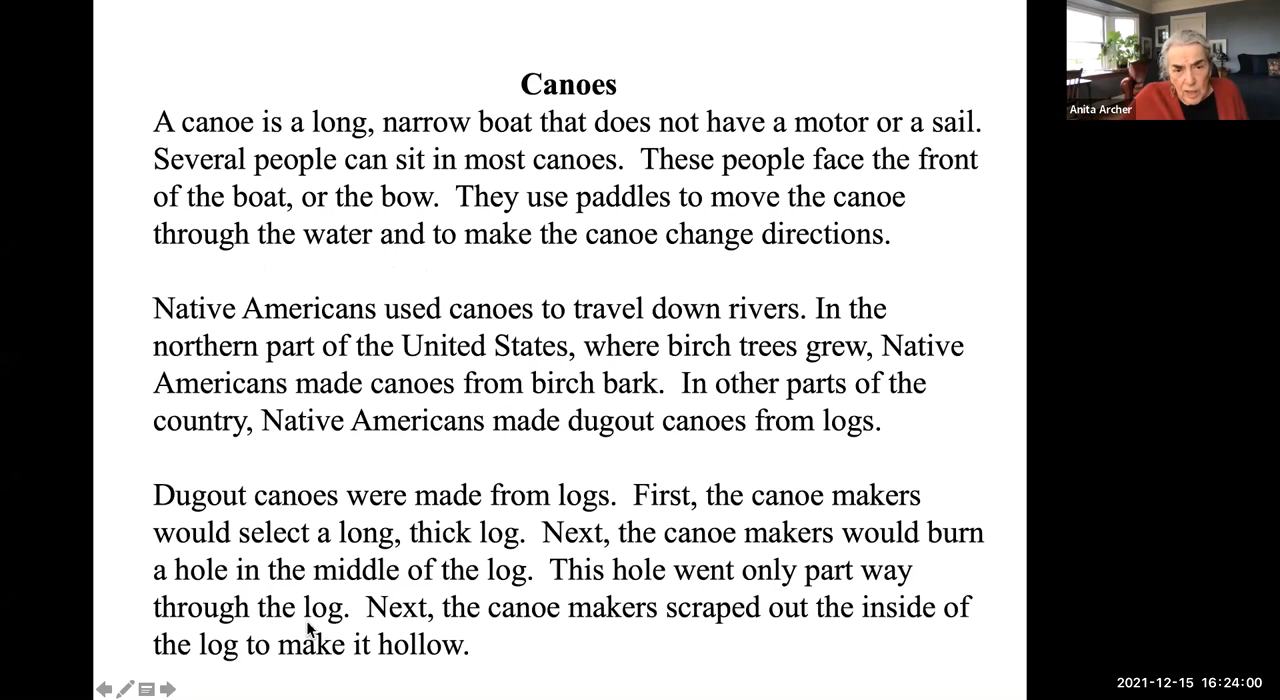 Canoes
A canoe is a long, narrow boat that does not have a motor or a sail.
Several people can sit in most canoes.  These people face the front
of the boat, or the bow.  They use paddles to move the canoe
through the water and to make the canoe change directions.
Native Americans used canoes to travel down rivers. In the
northern part of the United States, where birch trees grew, Native
Americans made canoes from birch bark.  In other parts of the
country, Native Americans made dugout canoes from logs.
Dugout canoes were made from logs.  First, the canoe makers
would select a long, thick log.  Next, the canoe makers would burn
a hole in the middle of the log.  This hole went only part way
through the log.  Next, the canoe makers scraped out the inside of
the log to make it hollow.
Anita Archer
2021-12-15 16:24:00